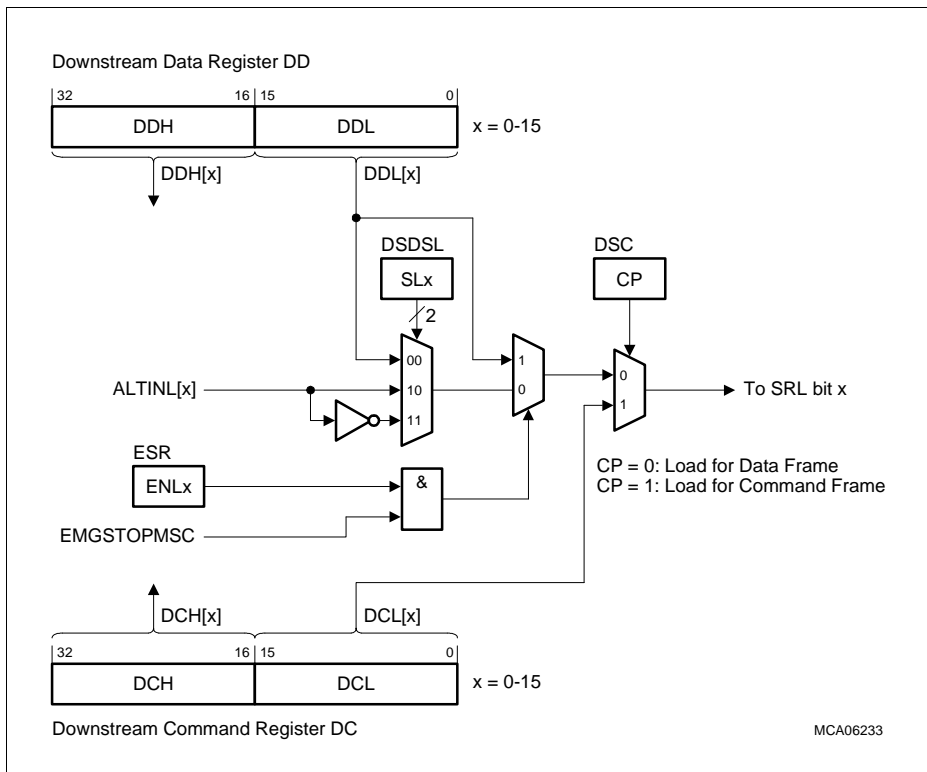 Downstream Data Register DD
32 16 15 0
DDH DDL x = 0-15
DDH[x] DDL[x]
DSDSL DSC
SLx CP
2
00 1
0
ALTINL[x] 10 0 To SRL bit x
11 1
ESR
ENLx &
CP = 0: Load for Data Frame
CP = 1: Load for Command Frame
EMGSTOPMSC
DCH[x] DCL[x]
32 16 15 0
DCH DCL x = 0-15
Downstream Command Register DC MCA06233